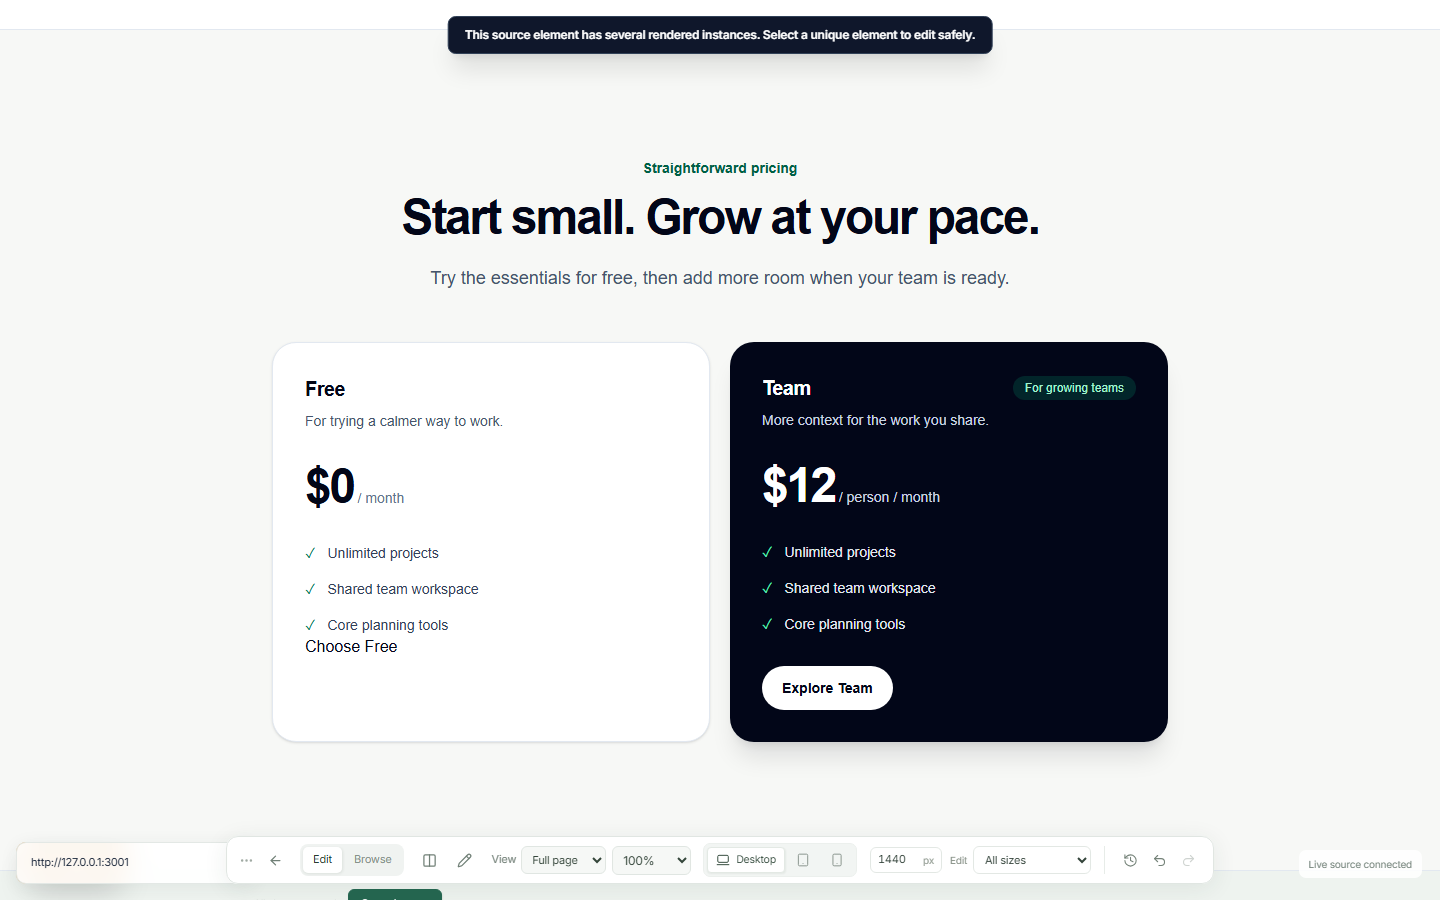 This source element has several rendered instances. Select a unique element to edit safely.
Straightforward pricing
Start small. Grow at your pace.
Try the essentials for free, then add more room when your team is ready.
Free
For trying a calmer way to work.
$0 / month
✓ Unlimited projects
✓ Shared team workspace
✓ Core planning tools
Choose Free
Team
For growing teams
More context for the work you share.
$12 / person / month
✓ Unlimited projects
✓ Shared team workspace
✓ Core planning tools
Explore Team
http://127.0.0.1:3001
Edit
Browse
View
Full page
100%
Desktop
1440 px
Edit
All sizes
Live source connected